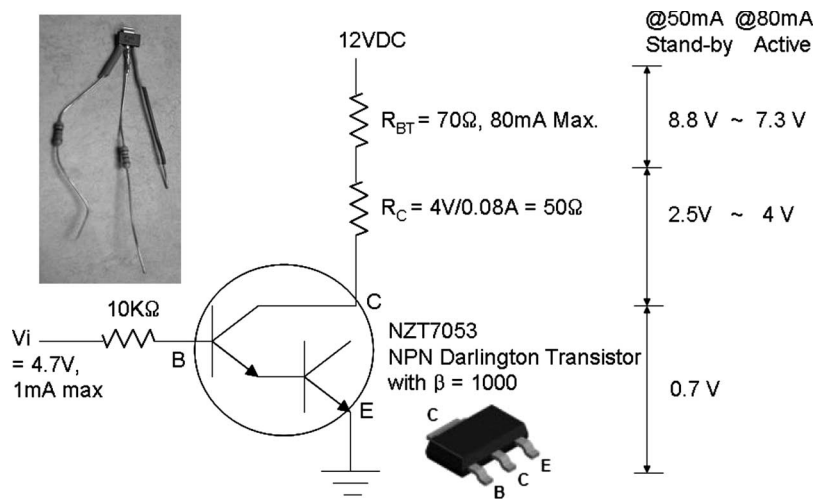 @50mA @80mA
Stand-by Active
12VDC
R_BT = 70Ω, 80mA Max.
8.8 V ~ 7.3 V
R_C = 4V/0.08A = 50Ω
2.5V ~ 4 V
10KΩ
C
Vi
B
= 4.7V,
1mA max
NZT7053
NPN Darlington Transistor
with β = 1000
0.7 V
E
C
B
C
E